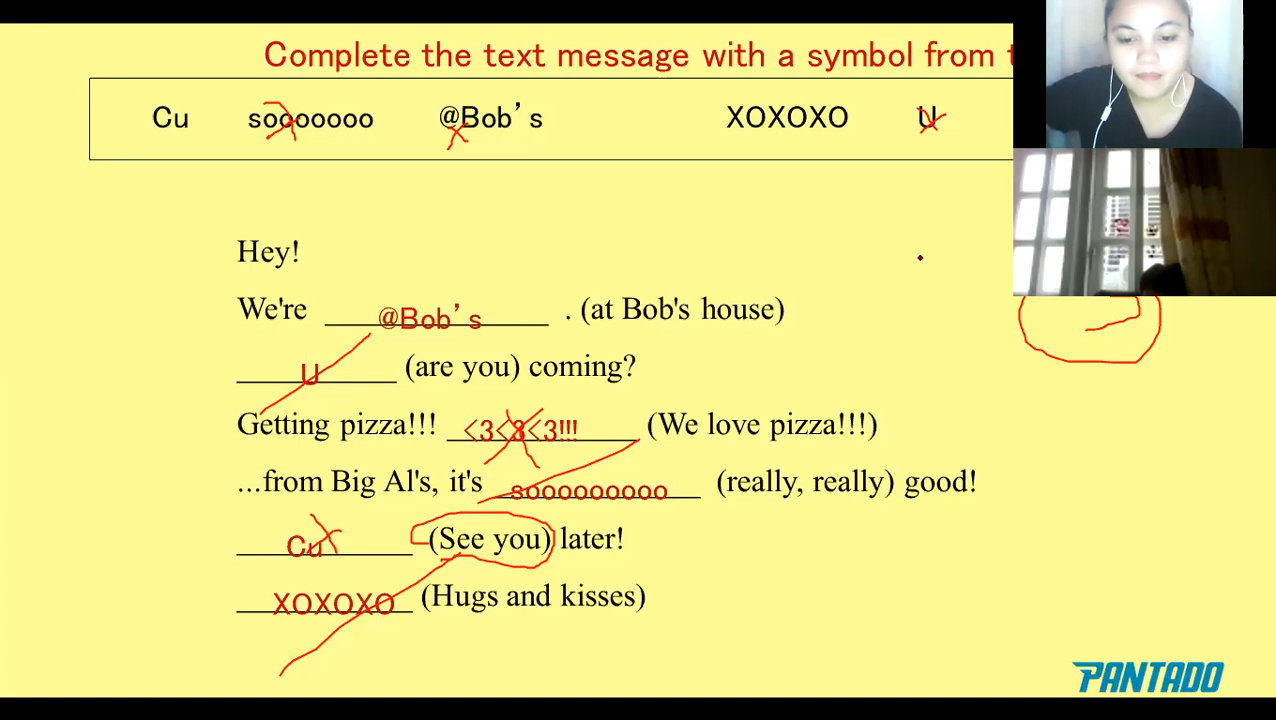 Complete the text message with a symbol from
Cu soooooooo @Bob's XOXOXO U
Hey!
We're @Bob's . (at Bob's house)
U (are you) coming?
Getting pizza!!! <3<3<3!!! (We love pizza!!!)
...from Big Al's, it's sooooooooo (really, really) good!
Cu (See you) later!
XOXOXO (Hugs and kisses)
PANTADO